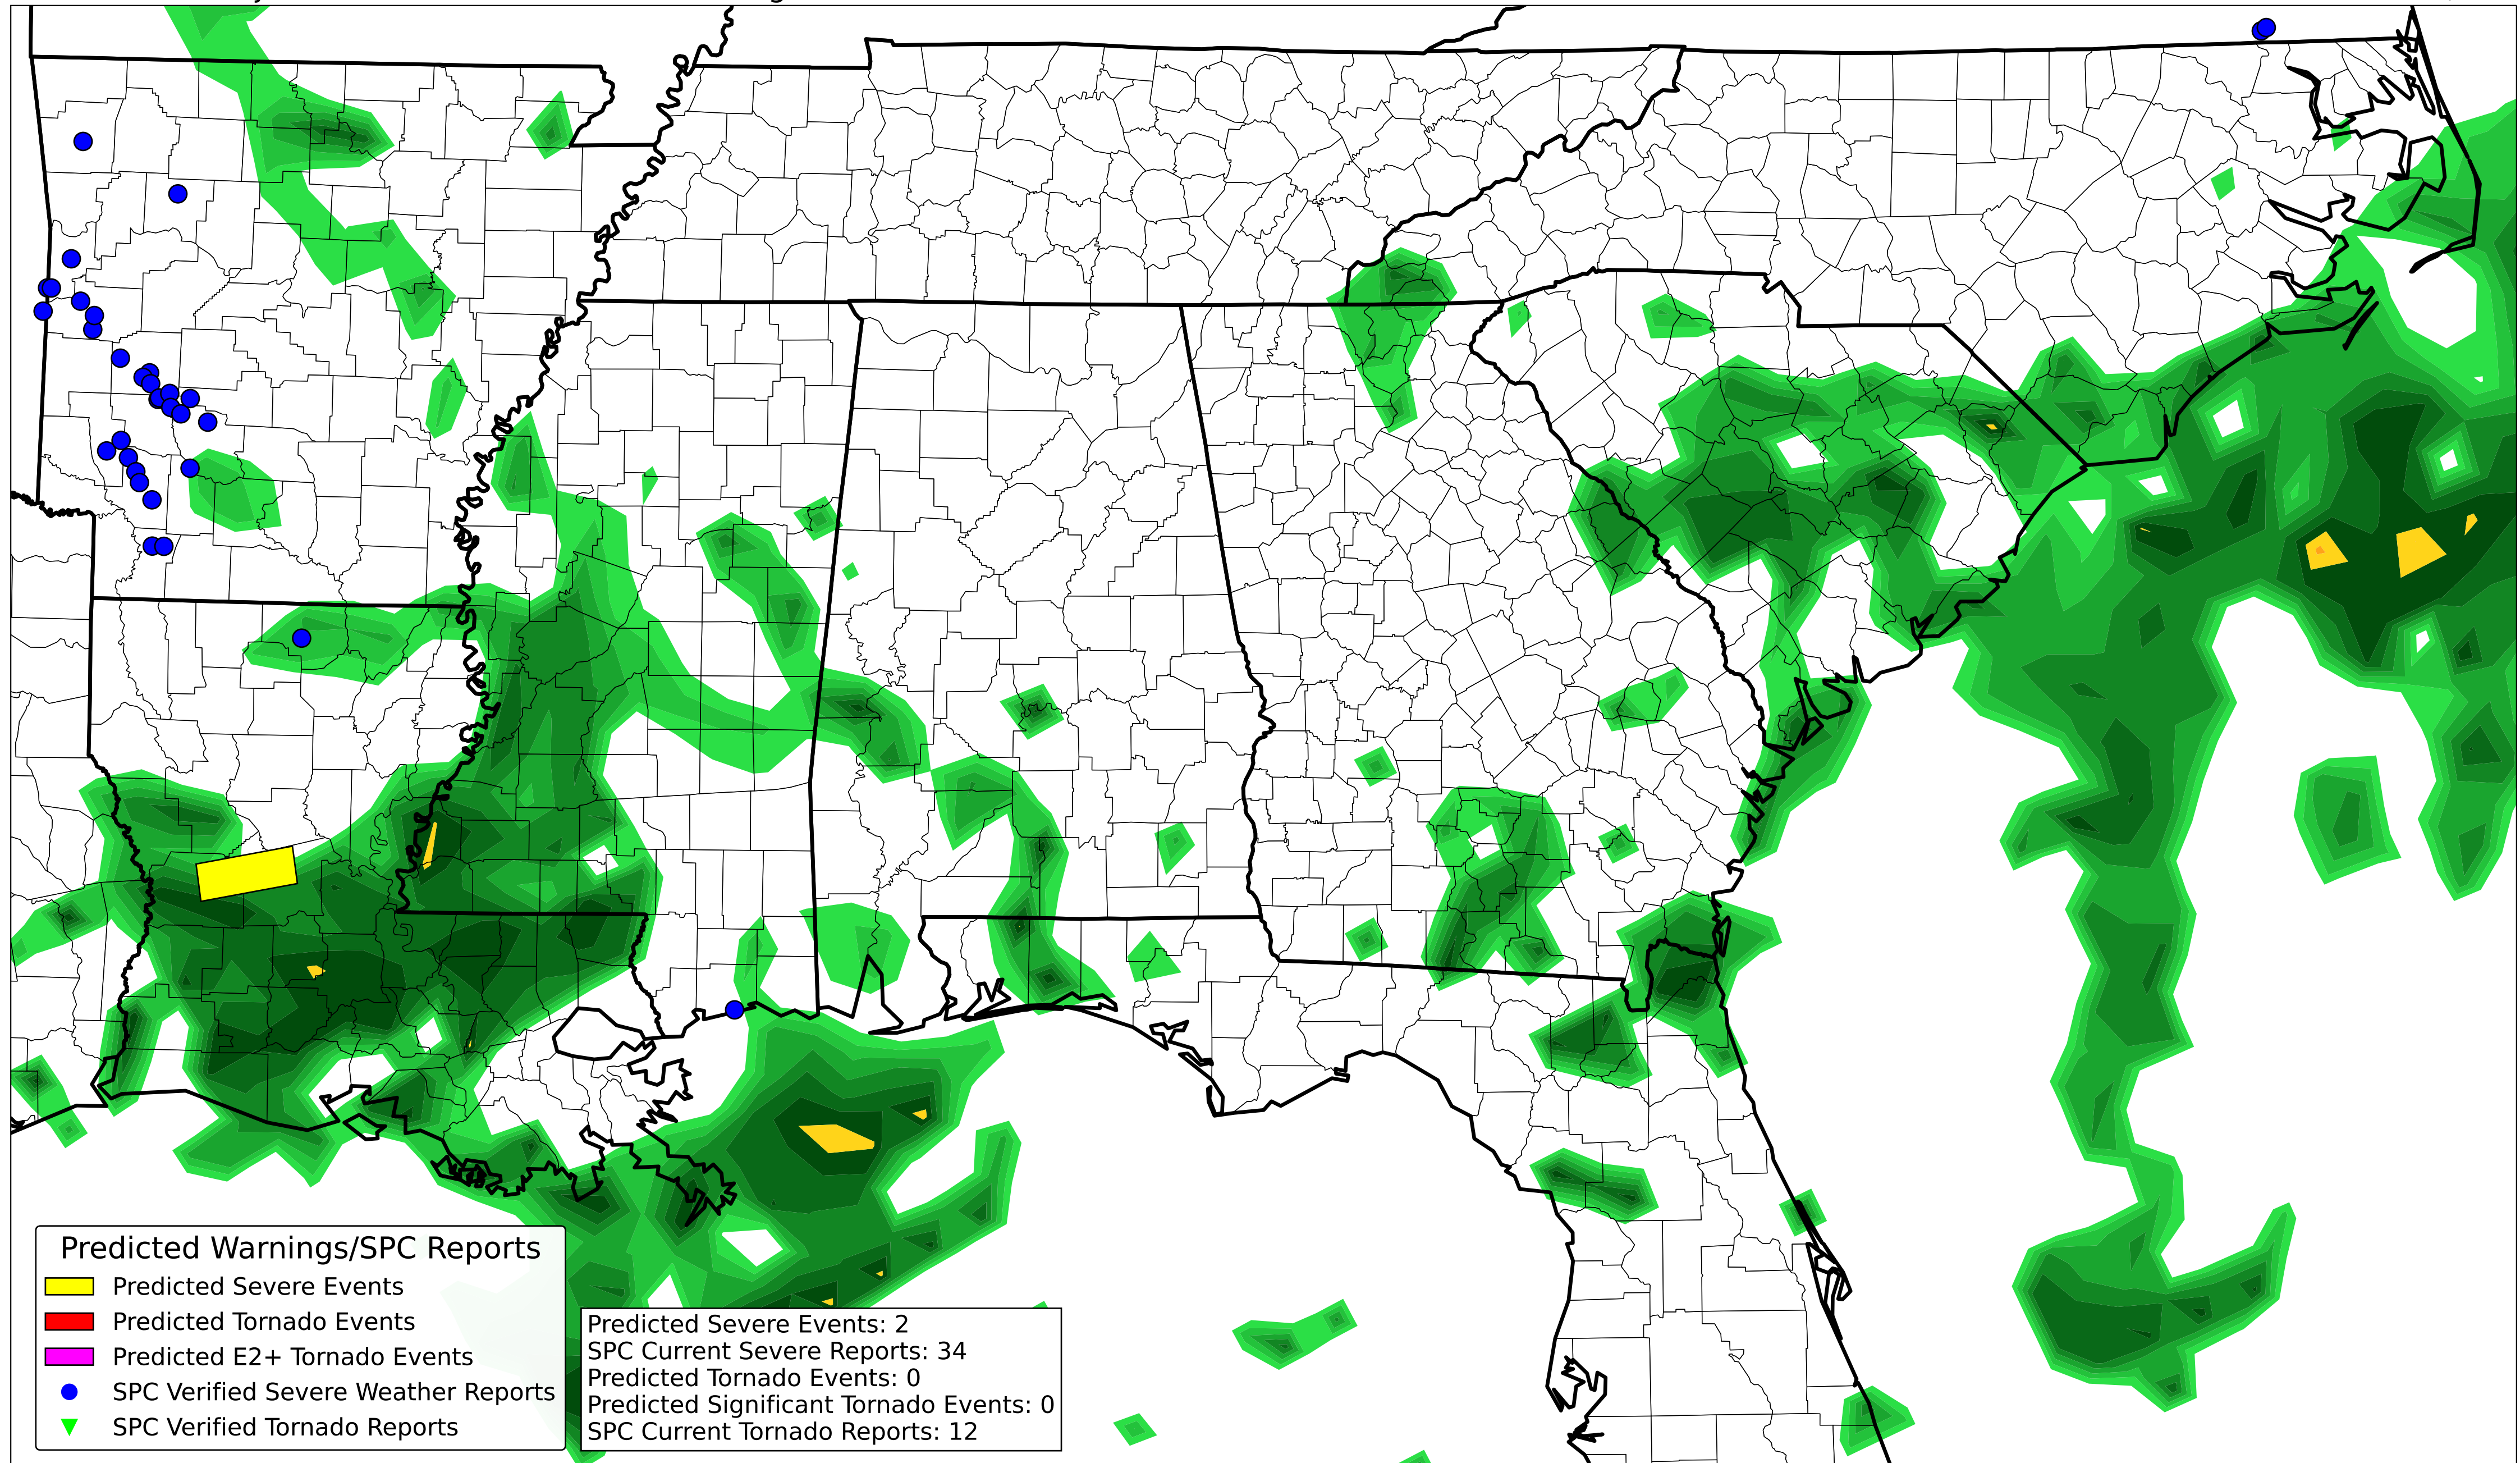 Predicted Warnings/SPC Reports
Predicted Severe Events
Predicted Tornado Events
Predicted E2+ Tornado Events
SPC Verified Severe Weather Reports
SPC Verified Tornado Reports
Predicted Severe Events: 2
SPC Current Severe Reports: 34
Predicted Tornado Events: 0
Predicted Significant Tornado Events: 0
SPC Current Tornado Reports: 12